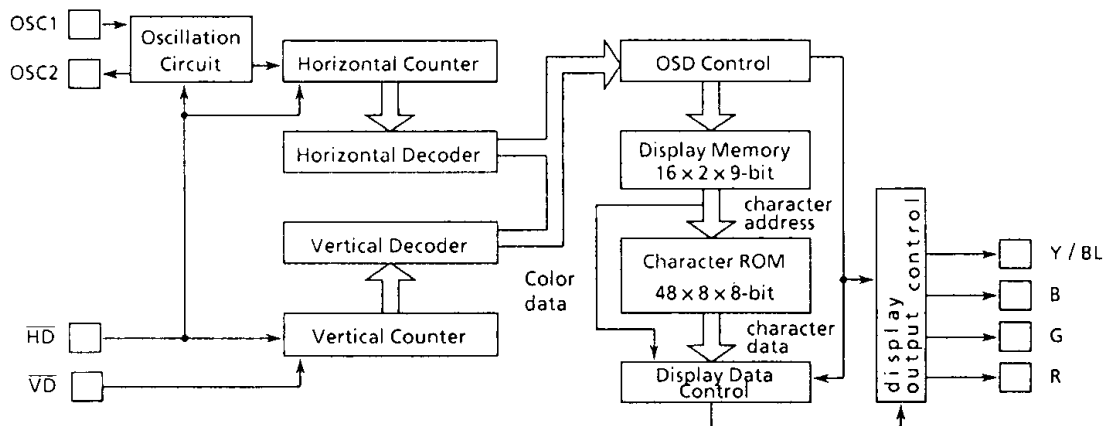 OSC1
OSC2
Oscillation
Circuit
Horizontal Counter
Horizontal Decoder
Vertical Decoder
Vertical Counter
HD
VD
OSD Control
Display Memory
16 × 2 × 9-bit
character
address
Character ROM
48 × 8 × 8-bit
Color
data
character
data
Display Data
Control
display
output control
Y / BL
B
G
R